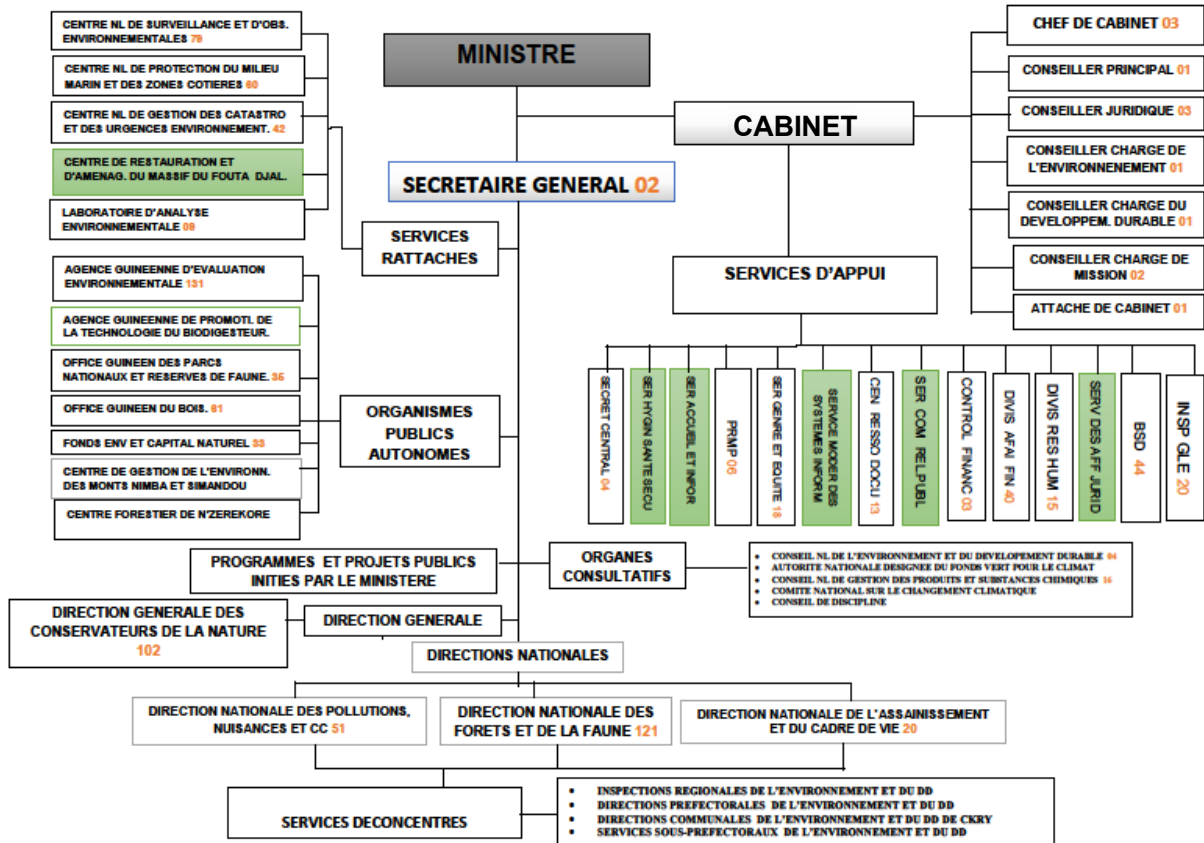 MINISTRE
CABINET
SECRETAIRE GENERAL 02
CHEF DE CABINET 03
CONSEILLER PRINCIPAL 01
CONSEILLER JURIDIQUE 03
CONSEILLER CHARGE DE
L'ENVIRONNENEMENT 01
CONSEILLER CHARGE DU
DEVELOPPEM. DURABLE 01
CONSEILLER CHARGE DE
MISSION 02
ATTACHE DE CABINET 01
CENTRE NL DE SURVEILLANCE ET D'OBS.
ENVIRONNEMENTALES 79
CENTRE NL DE PROTECTION DU MILIEU
MARIN ET DES ZONES COTIERES 60
CENTRE NL DE GESTION DES CATASTRO
ET DES URGENCES ENVIRONNEMENT. 42
CENTRE DE RESTAURATION ET
D'AMENAG. DU MASSIF DU FOUTA DJAL.
LABORATOIRE D'ANALYSE
ENVIRONNEMENTALE 09
SERVICES
RATTACHES
AGENCE GUINEENNE D'EVALUATION
ENVIRONNEMENTALE 131
AGENCE GUINEENNE DE PROMOTI. DE
LA TECHNOLOGIE DU BIODIGESTEUR.
OFFICE GUINEEN DES PARCS
NATIONAUX ET RESERVES DE FAUNE. 35
OFFICE GUINEEN DU BOIS. 61
FONDS ENV ET CAPITAL NATUREL 33
CENTRE DE GESTION DE L'ENVIRONN.
DES MONTS NIMBA ET SIMANDOU
CENTRE FORESTIER DE N'ZEREKORE
ORGANISMES
PUBLICS
AUTONOMES
SERVICES D'APPUI
SECRET CENTRAL 04
SER HYGIN SANTE SECU
SER ACCUEIL ET INFOR
PRMP 06
SER GENRE ET EQUITE 18
SERVICE MODER DES
SYSTEMES INFORM
CEN RESSO DOCU 13
SER COM REL.PUBL
CONTROL FINANC 03
DIVIS AFAI FIN 40
DIVIS RES HUM 15
SERV DES AFF JURID
BSD 44
INSP GLE 20
PROGRAMMES ET PROJETS PUBLICS
INITIES PAR LE MINISTERE
ORGANES
CONSULTATIFS
• CONSEIL NL DE L'ENVIRONNEMENT ET DU DEVELOPEMENT DURABLE 04
• AUTORITE NATIONALE DESIGNEE DU FONDS VERT POUR LE CLIMAT
• CONSEIL NL DE GESTION DES PRODUITS ET SUBSTANCES CHIMIQUES 16
• COMITE NATIONAL SUR LE CHANGEMENT CLIMATIQUE
• CONSEIL DE DISCIPLINE
DIRECTION GENERALE DES
CONSERVATEURS DE LA NATURE
102
DIRECTION GENERALE
DIRECTIONS NATIONALES
DIRECTION NATIONALE DES POLLUTIONS,
NUISANCES ET CC 51
DIRECTION NATIONALE DES
FORETS ET DE LA FAUNE 121
DIRECTION NATIONALE DE L'ASSAINISSEMENT
ET DU CADRE DE VIE 20
SERVICES DECONCENTRES
• INSPECTIONS REGIONALES DE L'ENVIRONNEMENT ET DU DD
• DIRECTIONS PREFECTORALES DE L'ENVIRONNEMENT ET DU DD
• DIRECTIONS COMMUNALES DE L'ENVIRONNEMENT ET DU DD DE CKRY
• SERVICES SOUS-PREFECTORAUX DE L'ENVIRONNEMENT ET DU DD